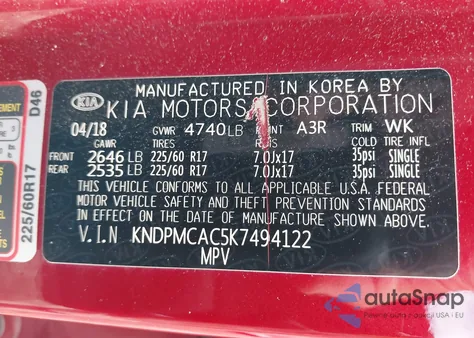 MANUFACTURED IN KOREA BY
KIA KIA MOTORS CORPORATION
04/18 GVWR 4740LB PAINT A3R TRIM WK
GAWR TIRES RIMS COLD TIRE INFLATION
FRONT 2646 LB 225/60 R17 7.0Jx17 35psi SINGLE
REAR 2535 LB 225/60 R17 7.0Jx17 35psi SINGLE
THIS VEHICLE CONFORMS TO ALL APPLICABLE U.S.A. FEDERAL
MOTOR VEHICLE SAFETY AND THEFT PREVENTION STANDARDS
IN EFFECT ON THE DATE OF MANUFACTURE SHOWN ABOVE.
V.I.N KNDPMCAC5K7494122
MPV
D46
225/60R17
autoSnap